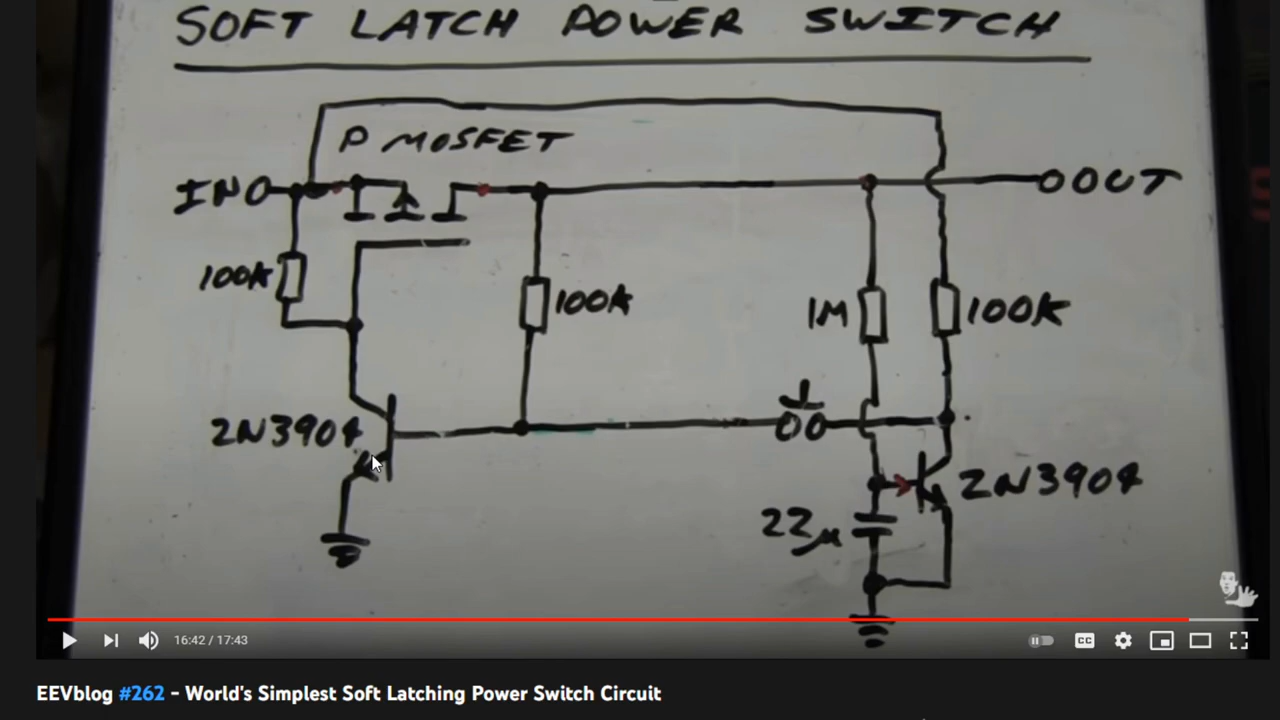 SOFT LATCH POWER SWITCH
P MOSFET
IN
OUT
100K
100K
1M
100K
2N3904
2N3904
22µ
16:42 / 17:43
CC
EEVblog #262 - World's Simplest Soft Latching Power Switch Circuit